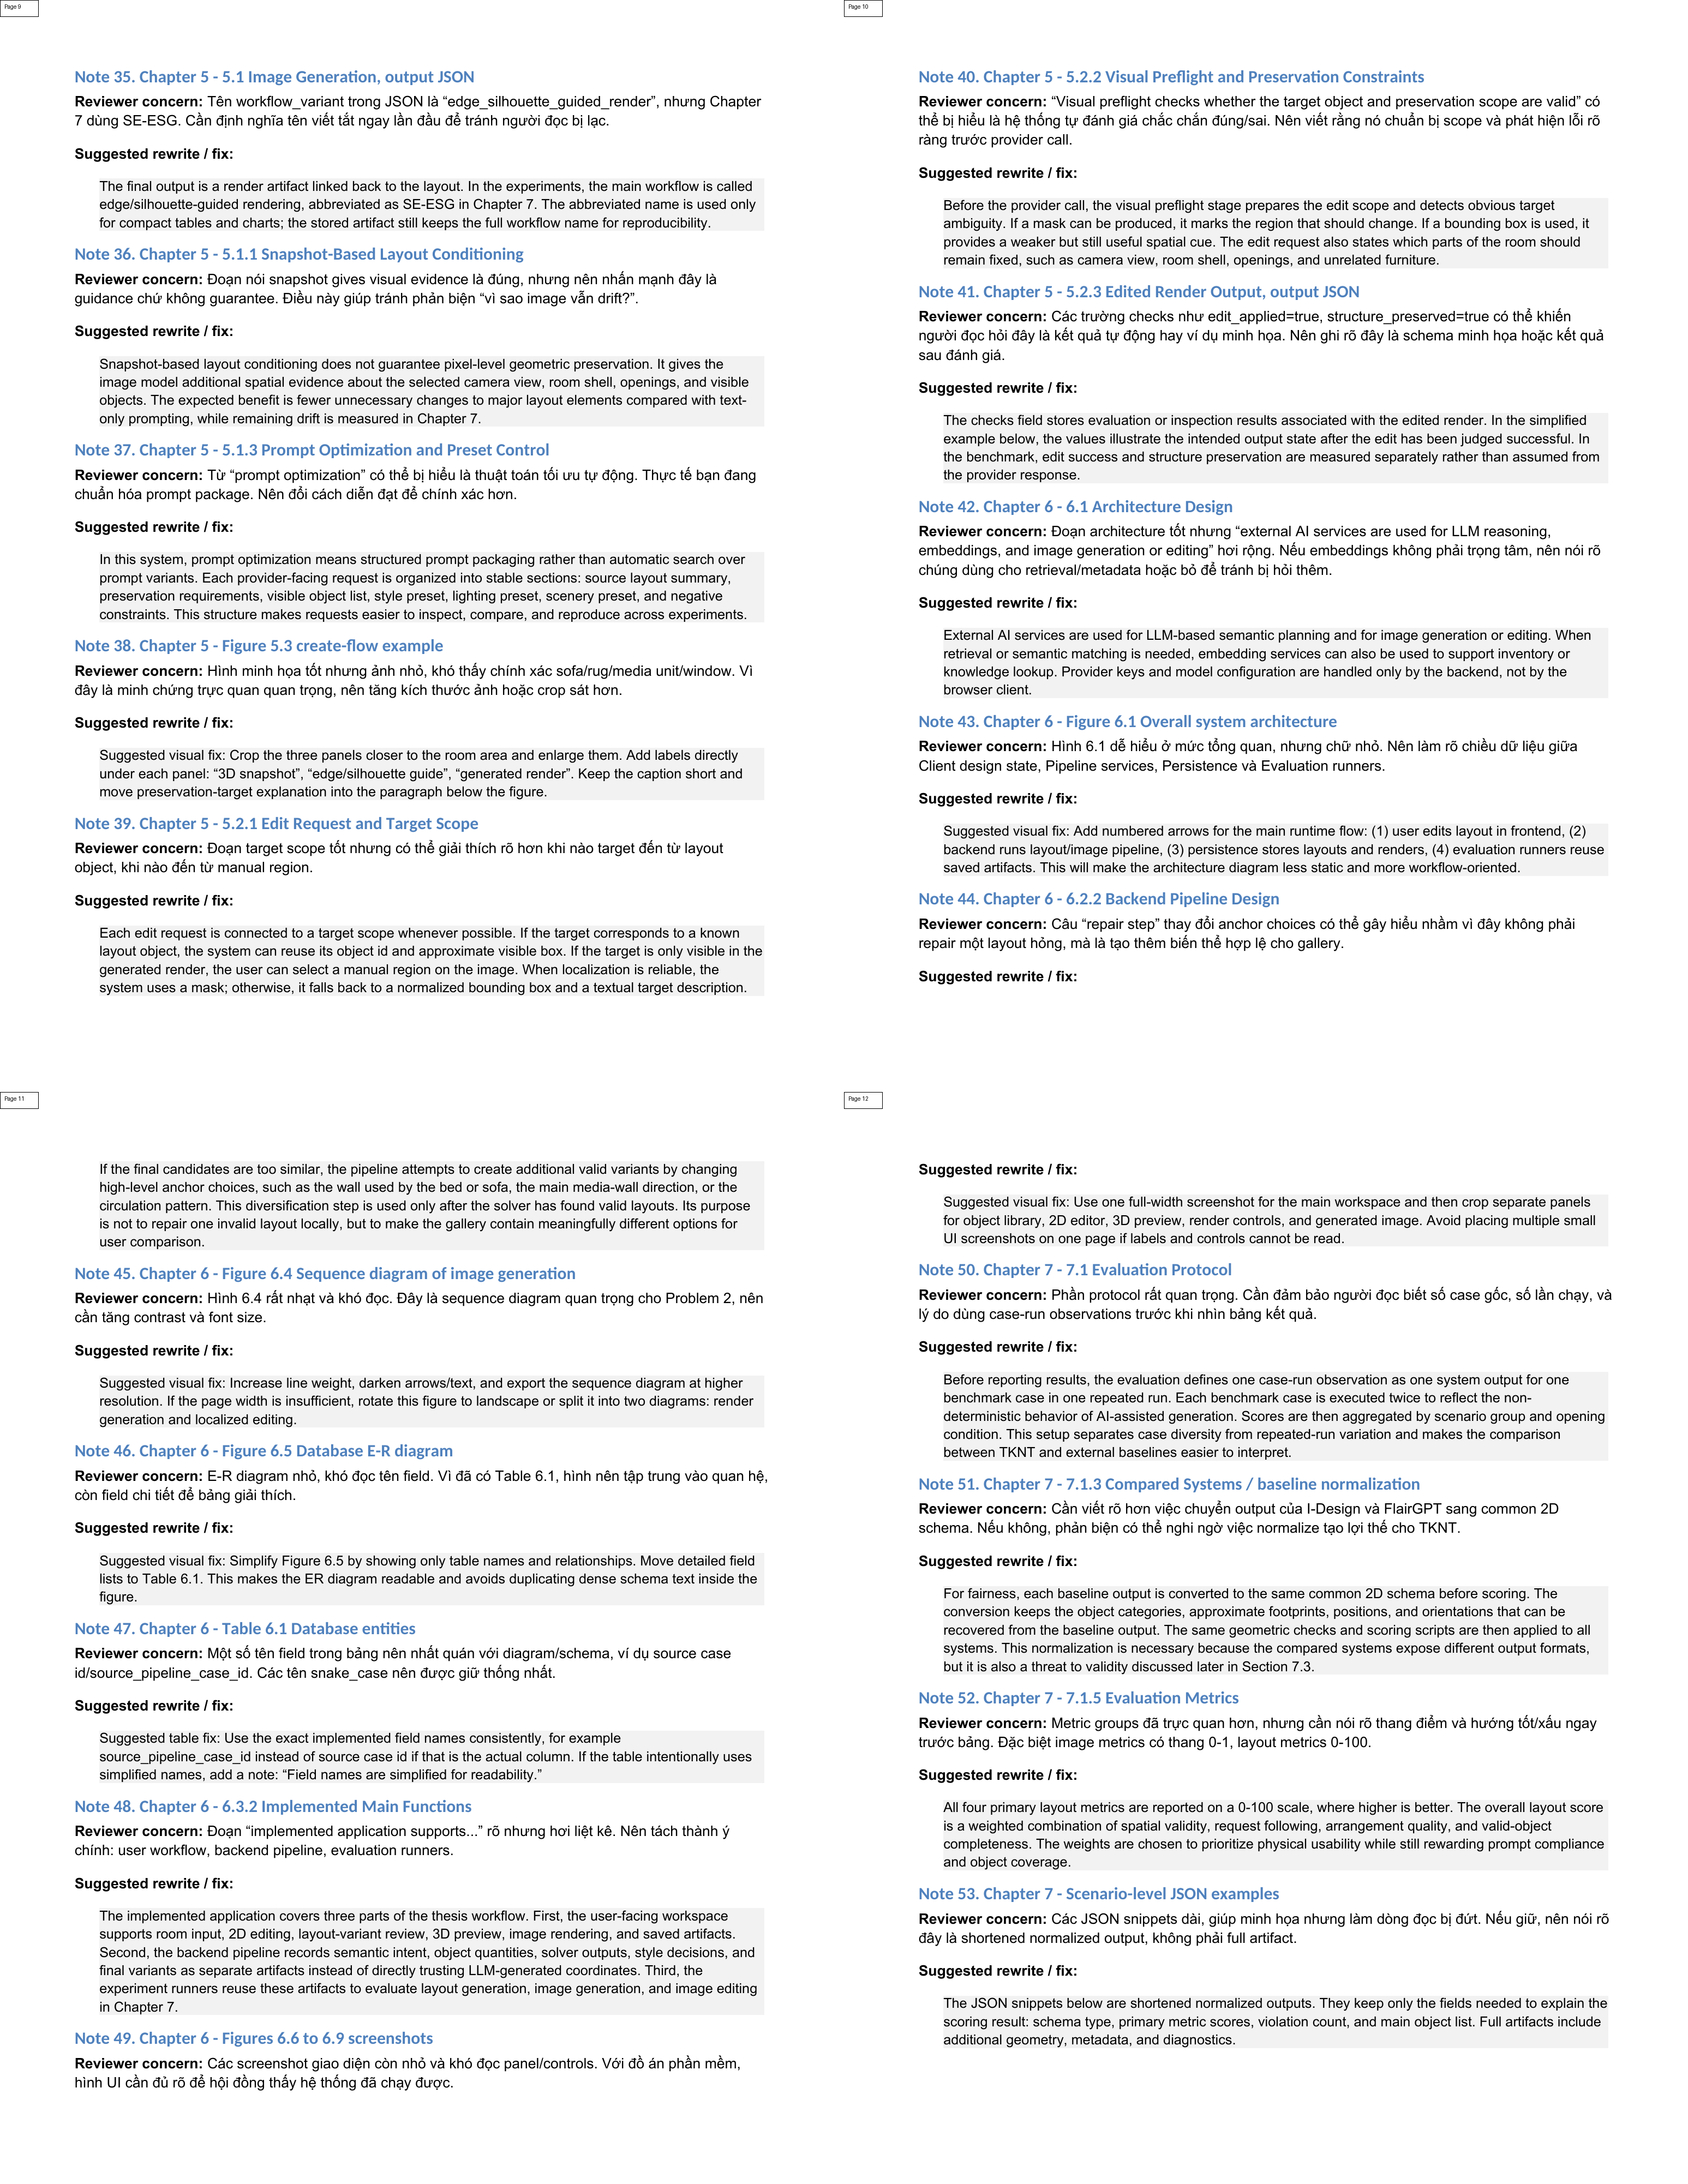 Page 9
Note 35. Chapter 5 - 5.1 Image Generation, output JSON
Reviewer concern: Tên workflow_variant trong JSON là “edge_silhouette_guided_render”, nhưng Chapter
7 dùng SE-ESG. Cần định nghĩa tên viết tắt ngay lần đầu để tránh người đọc bị lạc.
Suggested rewrite / fix:
The final output is a render artifact linked back to the layout. In the experiments, the main workflow is called
edge/silhouette-guided rendering, abbreviated as SE-ESG in Chapter 7. The abbreviated name is used only
for compact tables and charts; the stored artifact still keeps the full workflow name for reproducibility.
Note 36. Chapter 5 - 5.1.1 Snapshot-Based Layout Conditioning
Reviewer concern: Đoạn nói snapshot gives visual evidence là đúng, nhưng nên nhấn mạnh đây là
guidance chứ không guarantee. Điều này giúp tránh phản biện “vì sao image vẫn drift?”.
Suggested rewrite / fix:
Snapshot-based layout conditioning does not guarantee pixel-level geometric preservation. It gives the
image model additional spatial evidence about the selected camera view, room shell, openings, and visible
objects. The expected benefit is fewer unnecessary changes to major layout elements compared with text-
only prompting, while remaining drift is measured in Chapter 7.
Note 37. Chapter 5 - 5.1.3 Prompt Optimization and Preset Control
Reviewer concern: Từ “prompt optimization” có thể bị hiểu là thuật toán tối ưu tự động. Thực tế bạn đang
chuẩn hóa prompt package. Nên đổi cách diễn đạt để chính xác hơn.
Suggested rewrite / fix:
In this system, prompt optimization means structured prompt packaging rather than automatic search over
prompt variants. Each provider-facing request is organized into stable sections: source layout summary,
preservation requirements, visible object list, style preset, lighting preset, scenery preset, and negative
constraints. This structure makes requests easier to inspect, compare, and reproduce across experiments.
Note 38. Chapter 5 - Figure 5.3 create-flow example
Reviewer concern: Hình minh họa tốt nhưng ảnh nhỏ, khó thấy chính xác sofa/rug/media unit/window. Vì
đây là minh chứng trực quan quan trọng, nên tăng kích thước ảnh hoặc crop sát hơn.
Suggested rewrite / fix:
Suggested visual fix: Crop the three panels closer to the room area and enlarge them. Add labels directly
under each panel: “3D snapshot”, “edge/silhouette guide”, “generated render”. Keep the caption short and
move preservation-target explanation into the paragraph below the figure.
Note 39. Chapter 5 - 5.2.1 Edit Request and Target Scope
Reviewer concern: Đoạn target scope tốt nhưng có thể giải thích rõ hơn khi nào target đến từ layout
object, khi nào đến từ manual region.
Suggested rewrite / fix:
Each edit request is connected to a target scope whenever possible. If the target corresponds to a known
layout object, the system can reuse its object id and approximate visible box. If the target is only visible in the
generated render, the user can select a manual region on the image. When localization is reliable, the
system uses a mask; otherwise, it falls back to a normalized bounding box and a textual target description.
Page 10
Note 40. Chapter 5 - 5.2.2 Visual Preflight and Preservation Constraints
Reviewer concern: “Visual preflight checks whether the target object and preservation scope are valid” có
thể bị hiểu là hệ thống tự đánh giá chắc chắn đúng/sai. Nên viết rằng nó chuẩn bị scope và phát hiện lỗi rõ
ràng trước provider call.
Suggested rewrite / fix:
Before the provider call, the visual preflight stage prepares the edit scope and detects obvious target
ambiguity. If a mask can be produced, it marks the region that should change. If a bounding box is used, it
provides a weaker but still useful spatial cue. The edit request also states which parts of the room should
remain fixed, such as camera view, room shell, openings, and unrelated furniture.
Note 41. Chapter 5 - 5.2.3 Edited Render Output, output JSON
Reviewer concern: Các trường checks như edit_applied=true, structure_preserved=true có thể khiến
người đọc hỏi đây là kết quả tự động hay ví dụ minh họa. Nên ghi rõ đây là schema minh họa hoặc kết quả
sau đánh giá.
Suggested rewrite / fix:
The checks field stores evaluation or inspection results associated with the edited render. In the simplified
example below, the values illustrate the intended output state after the edit has been judged successful. In
the benchmark, edit success and structure preservation are measured separately rather than assumed from
the provider response.
Note 42. Chapter 6 - 6.1 Architecture Design
Reviewer concern: Đoạn architecture tốt nhưng “external AI services are used for LLM reasoning,
embeddings, and image generation or editing” hơi rộng. Nếu embeddings không phải trọng tâm, nên nói rõ
chúng dùng cho retrieval/metadata hoặc bỏ để tránh bị hỏi thêm.
Suggested rewrite / fix:
External AI services are used for LLM-based semantic planning and for image generation or editing. When
retrieval or semantic matching is needed, embedding services can also be used to support inventory or
knowledge lookup. Provider keys and model configuration are handled only by the backend, not by the
browser client.
Note 43. Chapter 6 - Figure 6.1 Overall system architecture
Reviewer concern: Hình 6.1 dễ hiểu ở mức tổng quan, nhưng chữ nhỏ. Nên làm rõ chiều dữ liệu giữa
Client design state, Pipeline services, Persistence và Evaluation runners.
Suggested rewrite / fix:
Suggested visual fix: Add numbered arrows for the main runtime flow: (1) user edits layout in frontend, (2)
backend runs layout/image pipeline, (3) persistence stores layouts and renders, (4) evaluation runners reuse
saved artifacts. This will make the architecture diagram less static and more workflow-oriented.
Note 44. Chapter 6 - 6.2.2 Backend Pipeline Design
Reviewer concern: Câu “repair step” thay đổi anchor choices có thể gây hiểu nhầm vì đây không phải
repair một layout hỏng, mà là tạo thêm biến thể hợp lệ cho gallery.
Suggested rewrite / fix:
Page 11
If the final candidates are too similar, the pipeline attempts to create additional valid variants by changing
high-level anchor choices, such as the wall used by the bed or sofa, the main media-wall direction, or the
circulation pattern. This diversification step is used only after the solver has found valid layouts. Its purpose
is not to repair one invalid layout locally, but to make the gallery contain meaningfully different options for
user comparison.
Note 45. Chapter 6 - Figure 6.4 Sequence diagram of image generation
Reviewer concern: Hình 6.4 rất nhạt và khó đọc. Đây là sequence diagram quan trọng cho Problem 2, nên
cần tăng contrast và font size.
Suggested rewrite / fix:
Suggested visual fix: Increase line weight, darken arrows/text, and export the sequence diagram at higher
resolution. If the page width is insufficient, rotate this figure to landscape or split it into two diagrams: render
generation and localized editing.
Note 46. Chapter 6 - Figure 6.5 Database E-R diagram
Reviewer concern: E-R diagram nhỏ, khó đọc tên field. Vì đã có Table 6.1, hình nên tập trung vào quan hệ,
còn field chi tiết để bảng giải thích.
Suggested rewrite / fix:
Suggested visual fix: Simplify Figure 6.5 by showing only table names and relationships. Move detailed field
lists to Table 6.1. This makes the ER diagram readable and avoids duplicating dense schema text inside the
figure.
Note 47. Chapter 6 - Table 6.1 Database entities
Reviewer concern: Một số tên field trong bảng nên nhất quán với diagram/schema, ví dụ source case
id/source_pipeline_case_id. Các tên snake_case nên được giữ thống nhất.
Suggested rewrite / fix:
Suggested table fix: Use the exact implemented field names consistently, for example
source_pipeline_case_id instead of source case id if that is the actual column. If the table intentionally uses
simplified names, add a note: “Field names are simplified for readability.”
Note 48. Chapter 6 - 6.3.2 Implemented Main Functions
Reviewer concern: Đoạn “implemented application supports...” rõ nhưng hơi liệt kê. Nên tách thành ý
chính: user workflow, backend pipeline, evaluation runners.
Suggested rewrite / fix:
The implemented application covers three parts of the thesis workflow. First, the user-facing workspace
supports room input, 2D editing, layout-variant review, 3D preview, image rendering, and saved artifacts.
Second, the backend pipeline records semantic intent, object quantities, solver outputs, style decisions, and
final variants as separate artifacts instead of directly trusting LLM-generated coordinates. Third, the
experiment runners reuse these artifacts to evaluate layout generation, image generation, and image editing
in Chapter 7.
Note 49. Chapter 6 - Figures 6.6 to 6.9 screenshots
Reviewer concern: Các screenshot giao diện còn nhỏ và khó đọc panel/controls. Với đồ án phần mềm,
hình UI cần đủ rõ để hội đồng thấy hệ thống đã chạy được.
Page 12
Suggested rewrite / fix:
Suggested visual fix: Use one full-width screenshot for the main workspace and then crop separate panels
for object library, 2D editor, 3D preview, render controls, and generated image. Avoid placing multiple small
UI screenshots on one page if labels and controls cannot be read.
Note 50. Chapter 7 - 7.1 Evaluation Protocol
Reviewer concern: Phần protocol rất quan trọng. Cần đảm bảo người đọc biết số case gốc, số lần chạy, và
lý do dùng case-run observations trước khi nhìn bảng kết quả.
Suggested rewrite / fix:
Before reporting results, the evaluation defines one case-run observation as one system output for one
benchmark case in one repeated run. Each benchmark case is executed twice to reflect the non-
deterministic behavior of AI-assisted generation. Scores are then aggregated by scenario group and opening
condition. This setup separates case diversity from repeated-run variation and makes the comparison
between TKNT and external baselines easier to interpret.
Note 51. Chapter 7 - 7.1.3 Compared Systems / baseline normalization
Reviewer concern: Cần viết rõ hơn việc chuyển output của I-Design và FlairGPT sang common 2D
schema. Nếu không, phản biện có thể nghi ngờ việc normalize tạo lợi thế cho TKNT.
Suggested rewrite / fix:
For fairness, each baseline output is converted to the same common 2D schema before scoring. The
conversion keeps the object categories, approximate footprints, positions, and orientations that can be
recovered from the baseline output. The same geometric checks and scoring scripts are then applied to all
systems. This normalization is necessary because the compared systems expose different output formats,
but it is also a threat to validity discussed later in Section 7.3.
Note 52. Chapter 7 - 7.1.5 Evaluation Metrics
Reviewer concern: Metric groups đã trực quan hơn, nhưng cần nói rõ thang điểm và hướng tốt/xấu ngay
trước bảng. Đặc biệt image metrics có thang 0-1, layout metrics 0-100.
Suggested rewrite / fix:
All four primary layout metrics are reported on a 0-100 scale, where higher is better. The overall layout score
is a weighted combination of spatial validity, request following, arrangement quality, and valid-object
completeness. The weights are chosen to prioritize physical usability while still rewarding prompt compliance
and object coverage.
Note 53. Chapter 7 - Scenario-level JSON examples
Reviewer concern: Các JSON snippets dài, giúp minh họa nhưng làm dòng đọc bị đứt. Nếu giữ, nên nói rõ
đây là shortened normalized output, không phải full artifact.
Suggested rewrite / fix:
The JSON snippets below are shortened normalized outputs. They keep only the fields needed to explain the
scoring result: schema type, primary metric scores, violation count, and main object list. Full artifacts include
additional geometry, metadata, and diagnostics.